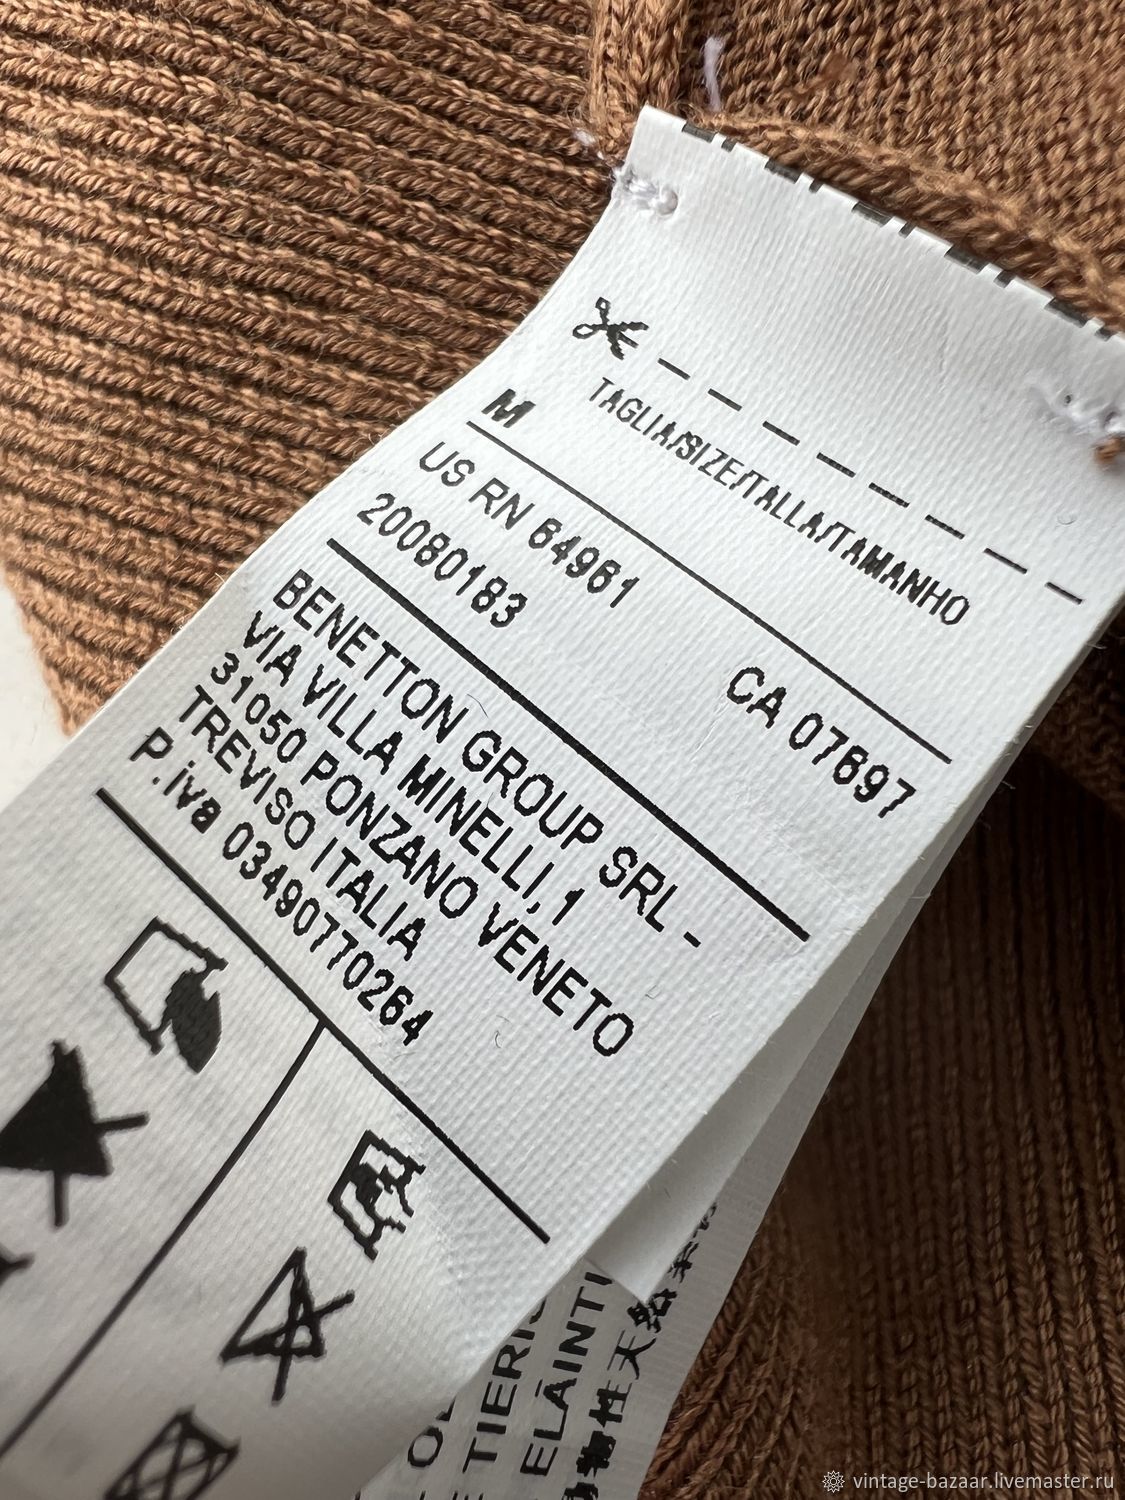 TAGLIA/SIZE/TALLA/TAMANHO
M
US RN 64961
CA 07697
20080183
BENETTON GROUP SRL -
VIA VILLA MINELLI, 1
31050 PONZANO VENETO
TREVISO ITALIA
P.iva 03490770264
TIERI
vintage-bazaar.livemaster.ru